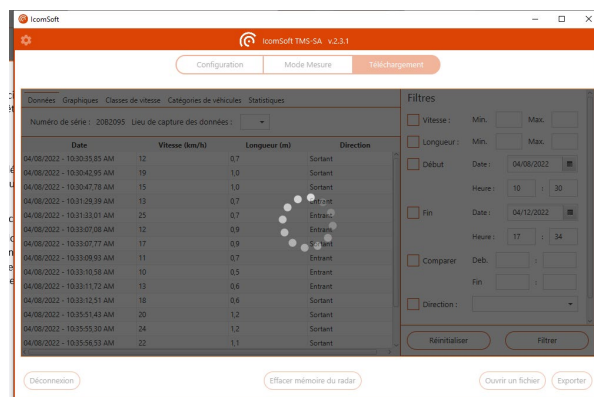 IcomSoft
IcomSoft TMS-SA v.2.3.1
Configuration Mode Mesure Téléchargement
Données Graphiques Classes de vitesse Catégories de véhicules Statistiques
Numéro de série : 20B2095 Lieu de capture des données :
Date Vitesse (km/h) Longueur (m) Direction
04/08/2022 - 10:30:35,85 AM 12 0,7 Sortant
04/08/2022 - 10:30:42,95 AM 19 1,0 Sortant
04/08/2022 - 10:30:47,78 AM 15 1,0 Sortant
04/08/2022 - 10:31:29,39 AM 13 0,7 Entrant
04/08/2022 - 10:31:33,01 AM 25 0,7 Entrant
04/08/2022 - 10:33:07,08 AM 12 0,9 Entrant
04/08/2022 - 10:33:07,77 AM 17 0,9 Sortant
04/08/2022 - 10:33:09,93 AM 11 0,7 Entrant
04/08/2022 - 10:33:10,58 AM 10 0,5 Entrant
04/08/2022 - 10:33:11,72 AM 13 0,6 Entrant
04/08/2022 - 10:33:12,51 AM 18 0,6 Sortant
04/08/2022 - 10:35:51,43 AM 20 1,2 Sortant
04/08/2022 - 10:35:55,30 AM 24 1,2 Sortant
04/08/2022 - 10:35:56,53 AM 22 1,1 Sortant
Filtres
Vitesse : Min. Max.
Longueur : Min. Max.
Début Date : 04/08/2022
Heure : 10 : 30
Fin Date : 04/12/2022
Heure : 17 : 34
Comparer Deb. :
Fin :
Direction :
Réinitialiser Filtrer
Déconnexion Effacer mémoire du radar Ouvrir un fichier Exporter